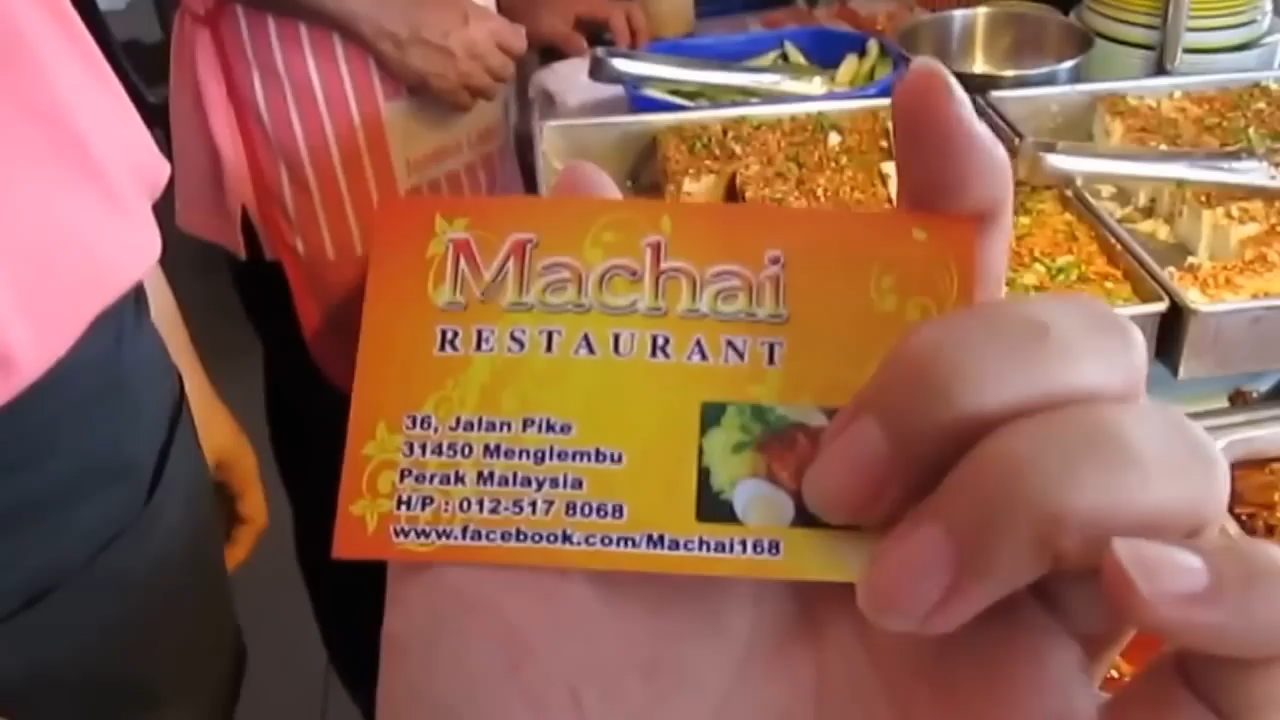 Machai
RESTAURANT
36, Jalan Pike
31450 Menglembu
Perak Malaysia
H/P : 012-517 8068
www.facebook.com/Machai168